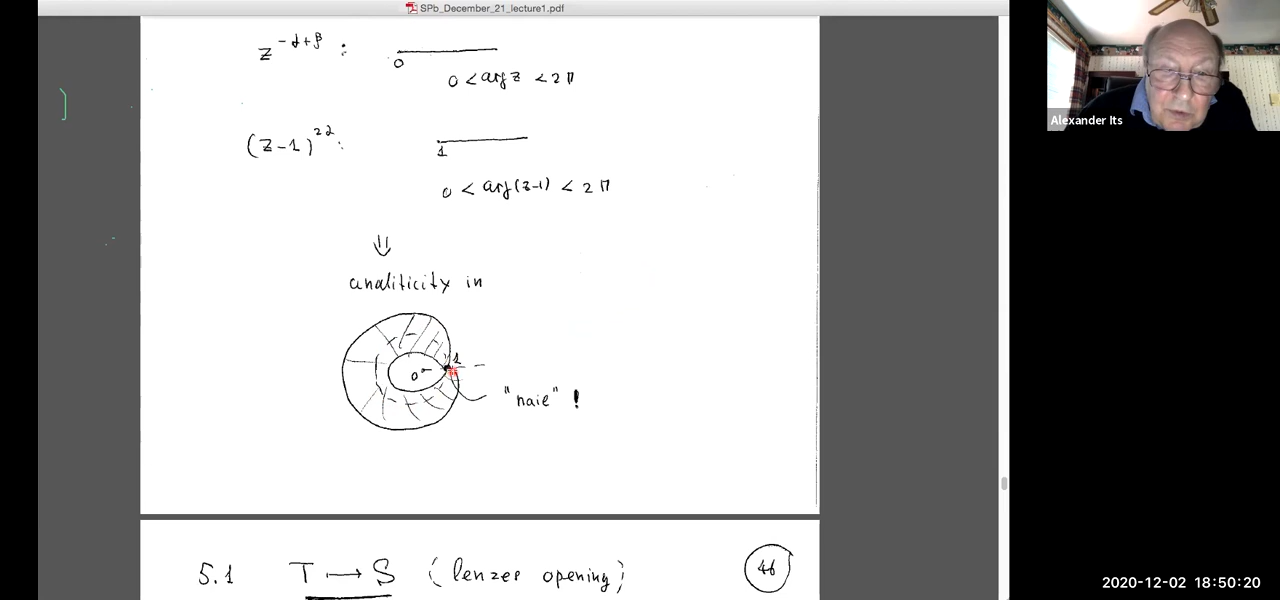 SPb_December_21_lecture1.pdf
z^{-α+β} :
0
0 < arg z < 2π
(z-1)^{2α} :
1
0 < arg(z-1) < 2π
⇓
analiticity in
1
0
"naie" !
5.1 T → S (lenzes opening)
46
Alexander Its
2020-12-02 18:50:20